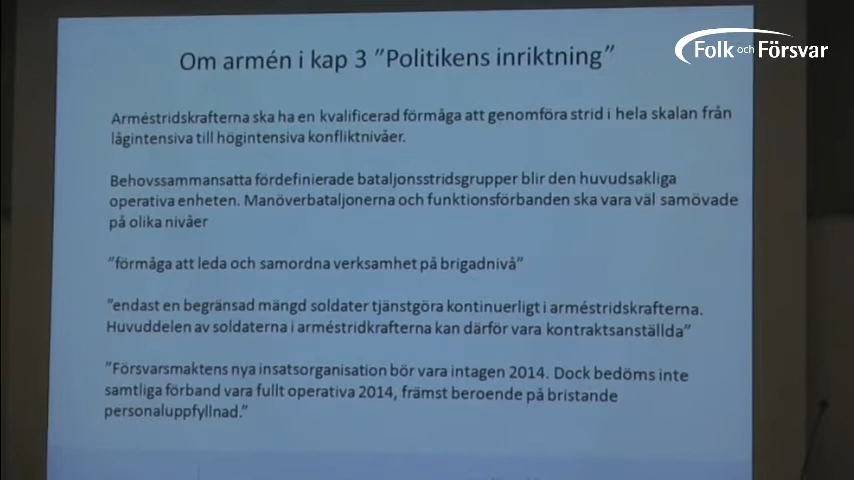 Folk och Försvar
Om armén i kap 3 ”Politikens inriktning”
Arméstridskrafterna ska ha en kvalificerad förmåga att genomföra strid i hela skalan från
lågintensiva till högintensiva konfliktnivåer.
Behovssammansatta fördefinierade bataljonsstridsgrupper blir den huvudsakliga
operativa enheten. Manöverbataljonerna och funktionsförbanden ska vara väl samövade
på olika nivåer
”förmåga att leda och samordna verksamhet på brigadnivå”
”endast en begränsad mängd soldater tjänstgöra kontinuerligt i arméstridskrafterna.
Huvuddelen av soldaterna i arméstridkrafterna kan därför vara kontraktsanställda”
”Försvarsmaktens nya insatsorganisation bör vara intagen 2014. Dock bedöms inte
samtliga förband vara fullt operativa 2014, främst beroende på bristande
personaluppfyllnad.”